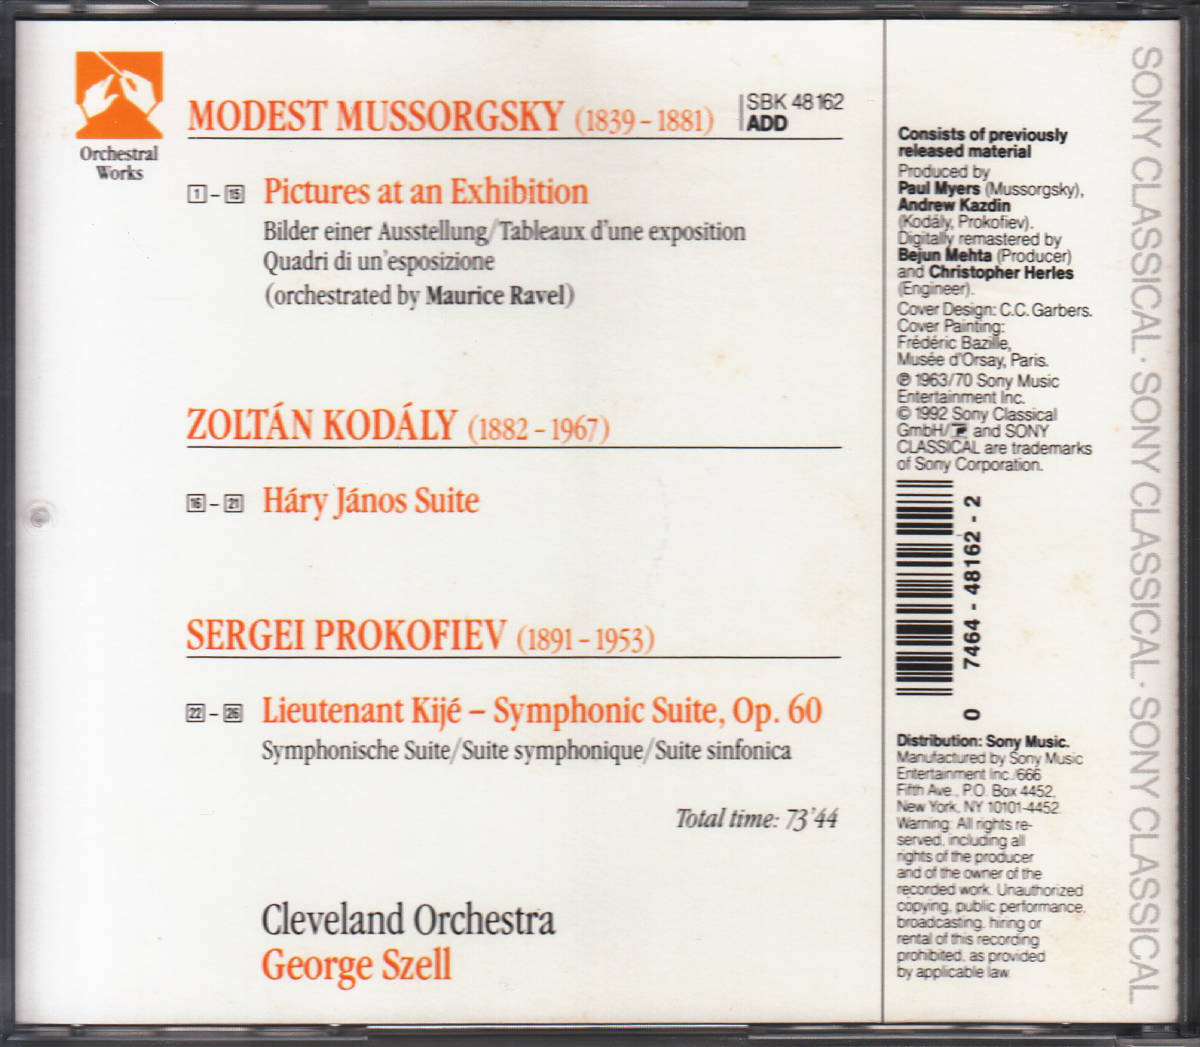 Orchestral
Works
MODEST MUSSORGSKY (1839 – 1881)
SBK 48162
ADD
1 – 15 Pictures at an Exhibition
Bilder einer Ausstellung/Tableaux d'une exposition
Quadri di un'esposizione
(orchestrated by Maurice Ravel)
ZOLTÁN KODÁLY (1882 – 1967)
16 – 21 Háry János Suite
SERGEI PROKOFIEV (1891 – 1953)
22 – 26 Lieutenant Kijé – Symphonic Suite, Op. 60
Symphonische Suite/Suite symphonique/Suite sinfonica
Total time: 73'44
Cleveland Orchestra
George Szell
Consists of previously
released material
Produced by
Paul Myers (Mussorgsky),
Andrew Kazdin
(Kodály, Prokofiev).
Digitally remastered by
Bejun Mehta (Producer)
and Christopher Herles
(Engineer).
Cover Design: C.C. Garbers.
Cover Painting:
Frédéric Bazille,
Musée d'Orsay, Paris.
℗ 1963/70 Sony Music
Entertainment Inc.
© 1992 Sony Classical
GmbH/ and SONY
CLASSICAL are trademarks
of Sony Corporation.
0 7464 - 48162 - 2
Distribution: Sony Music.
Manufactured by Sony Music
Entertainment Inc./666
Fifth Ave., P.O. Box 4452,
New York, NY 10101-4452.
Warning: All rights re-
served, including all
rights of the producer
and of the owner of the
recorded work. Unauthorized
copying, public performance,
broadcasting, hiring or
rental of this recording
prohibited, as provided
by applicable law.
SONY CLASSICAL · SONY CLASSICAL · SONY CLASSICAL